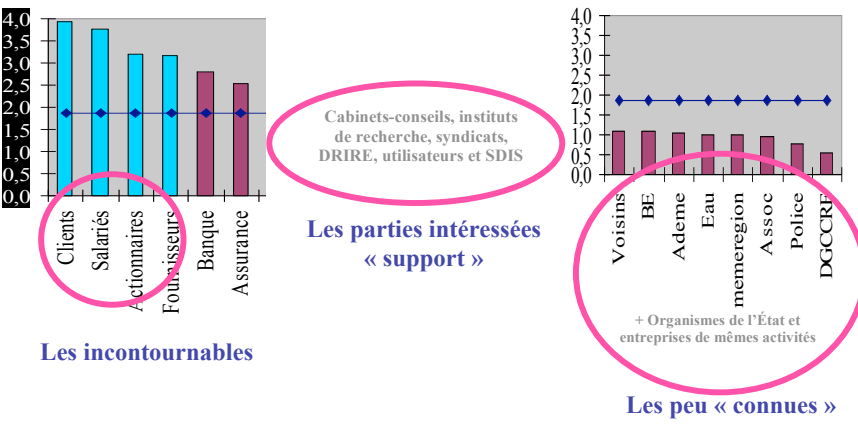 4,0
3,5
3,0
2,5
2,0
1,5
1,0
0,5
0,0
Clients
Salariés
Actionnaires
Fournisseurs
Banque
Assurance
Les incontournables
Cabinets-conseils, instituts
de recherche, syndicats,
DRIRE, utilisateurs et SDIS
Les parties intéressées
« support »
4,0
3,5
3,0
2,5
2,0
1,5
1,0
0,5
0,0
Voisins
BE
Ademe
Eau
memeregion
Assoc
Police
DGCCRF
+ Organismes de l’État et
entreprises de mêmes activités
Les peu « connues »